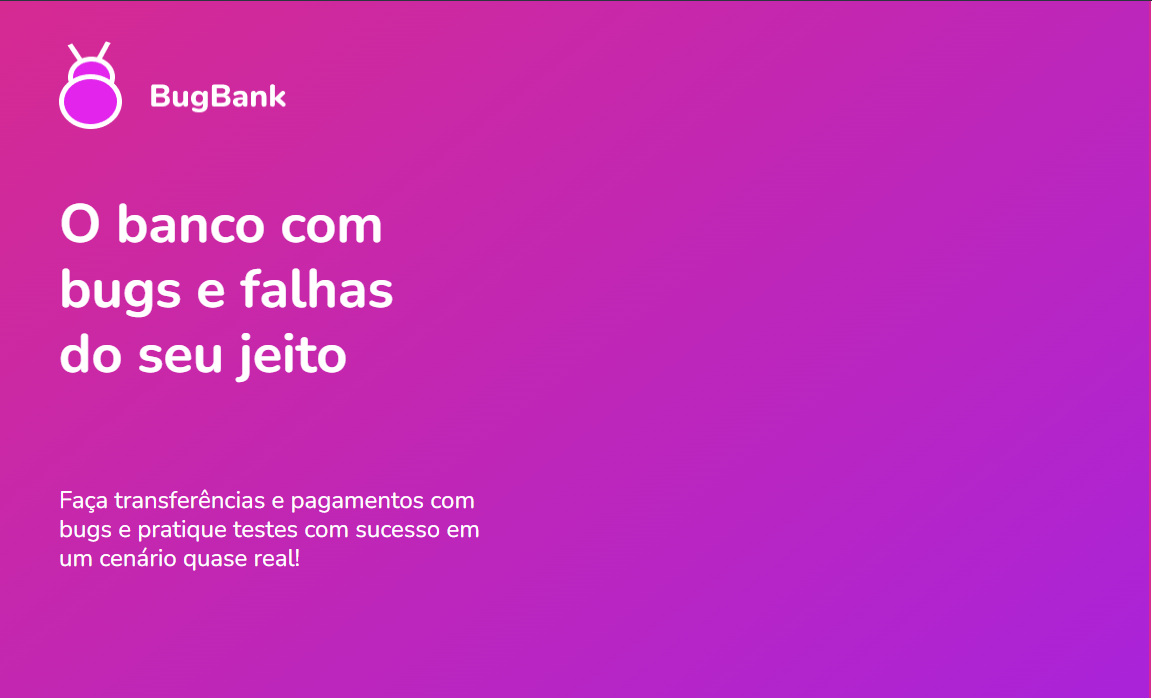 BugBank
O banco com
bugs e falhas
do seu jeito
Faça transferências e pagamentos com
bugs e pratique testes com sucesso em
um cenário quase real!